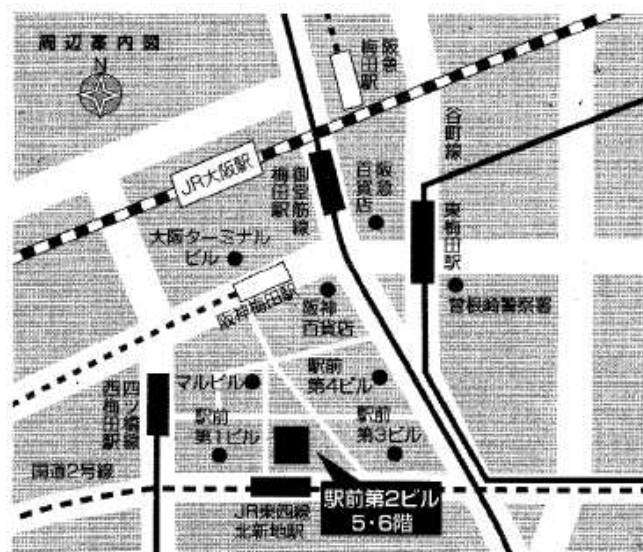 周辺案内図
N
阪急
梅田駅
谷町線
JR大阪駅
御堂筋線
梅田駅
阪急
百貨店
東梅田駅
大阪ターミナル
ビル
阪神梅田駅
阪神
百貨店
曽根崎警察署
四ツ橋線
西梅田駅
マルビル
駅前
第4ビル
駅前
第1ビル
駅前
第3ビル
国道2号線
JR東西線
北新地駅
駅前第2ビル
5・6階